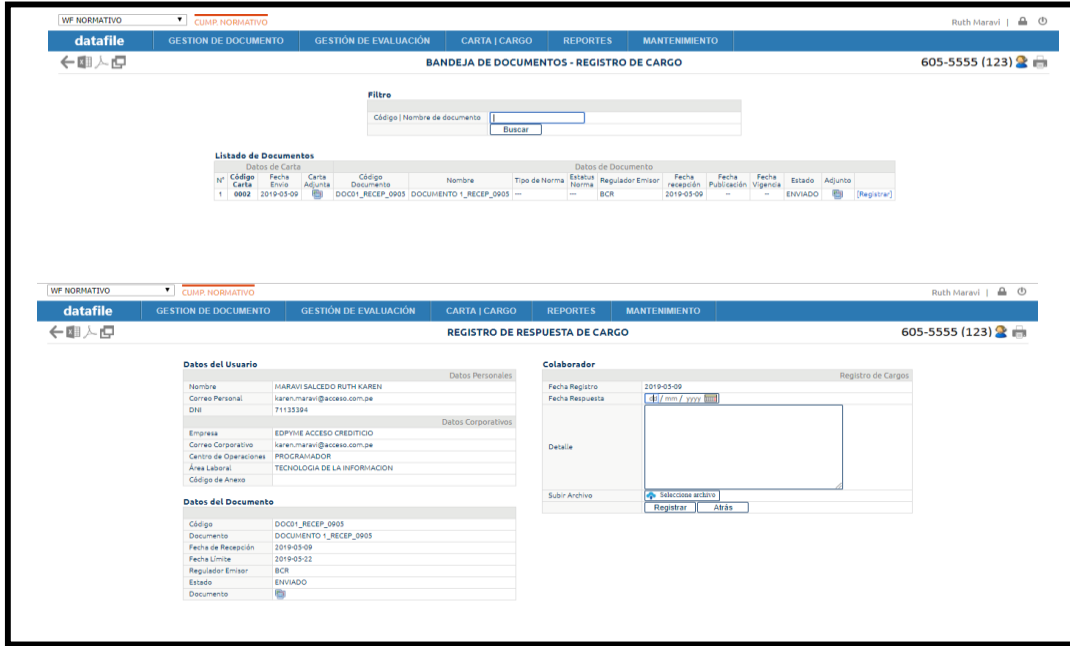 WF NORMATIVO CUMP. NORMATIVO Ruth Maravi |
datafile GESTION DE DOCUMENTO GESTIÓN DE EVALUACIÓN CARTA | CARGO REPORTES MANTENIMIENTO
BANDEJA DE DOCUMENTOS - REGISTRO DE CARGO 605-5555 (123)
Filtro
Código | Nombre de documento
Buscar
Listado de Documentos
Datos de Carta Datos de Documento
N° Código Carta Fecha Envio Carta Adjunta Código Documento Nombre Tipo de Norma Estatus Norma Regulador Emisor Fecha recepción Fecha Publicación Fecha Vigencia Estado Adjunto
1 0002 2019-05-09 DOC01_RECEP_0905 DOCUMENTO 1_RECEP_0905 --- --- BCR 2019-05-09 -- -- ENVIADO [Registrar]
WF NORMATIVO CUMP. NORMATIVO Ruth Maravi |
datafile GESTION DE DOCUMENTO GESTIÓN DE EVALUACIÓN CARTA | CARGO REPORTES MANTENIMIENTO
REGISTRO DE RESPUESTA DE CARGO 605-5555 (123)
Datos del Usuario
Datos Personales
Nombre MARAVI SALCEDO RUTH KAREN
Correo Personal karen.maravi@acceso.com.pe
DNI 71135394
Datos Corporativos
Empresa EDPYME ACCESO CREDITICIO
Correo Corporativo karen.maravi@acceso.com.pe
Centro de Operaciones PROGRAMADOR
Área Laboral TECNOLOGIA DE LA INFORMACION
Código de Anexo
Datos del Documento
Código DOC01_RECEP_0905
Documento DOCUMENTO 1_RECEP_0905
Fecha de Recepción 2019-05-09
Fecha Límite 2019-05-22
Regulador Emisor BCR
Estado ENVIADO
Documento
Colaborador
Registro de Cargos
Fecha Registro 2019-05-09
Fecha Respuesta dd/ mm / yyyy
Detalle
Subir Archivo Seleccione archivo
Registrar Atrás